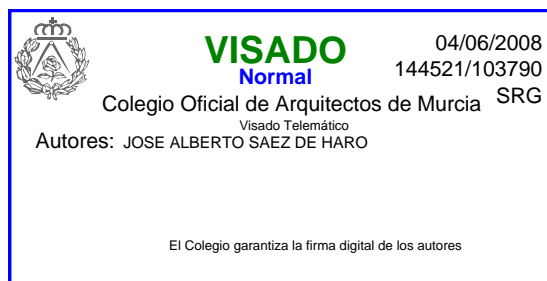 VISADO
04/06/2008
Normal
144521/103790
Colegio Oficial de Arquitectos de Murcia
SRG
Visado Telemático
Autores: JOSE ALBERTO SAEZ DE HARO
El Colegio garantiza la firma digital de los autores